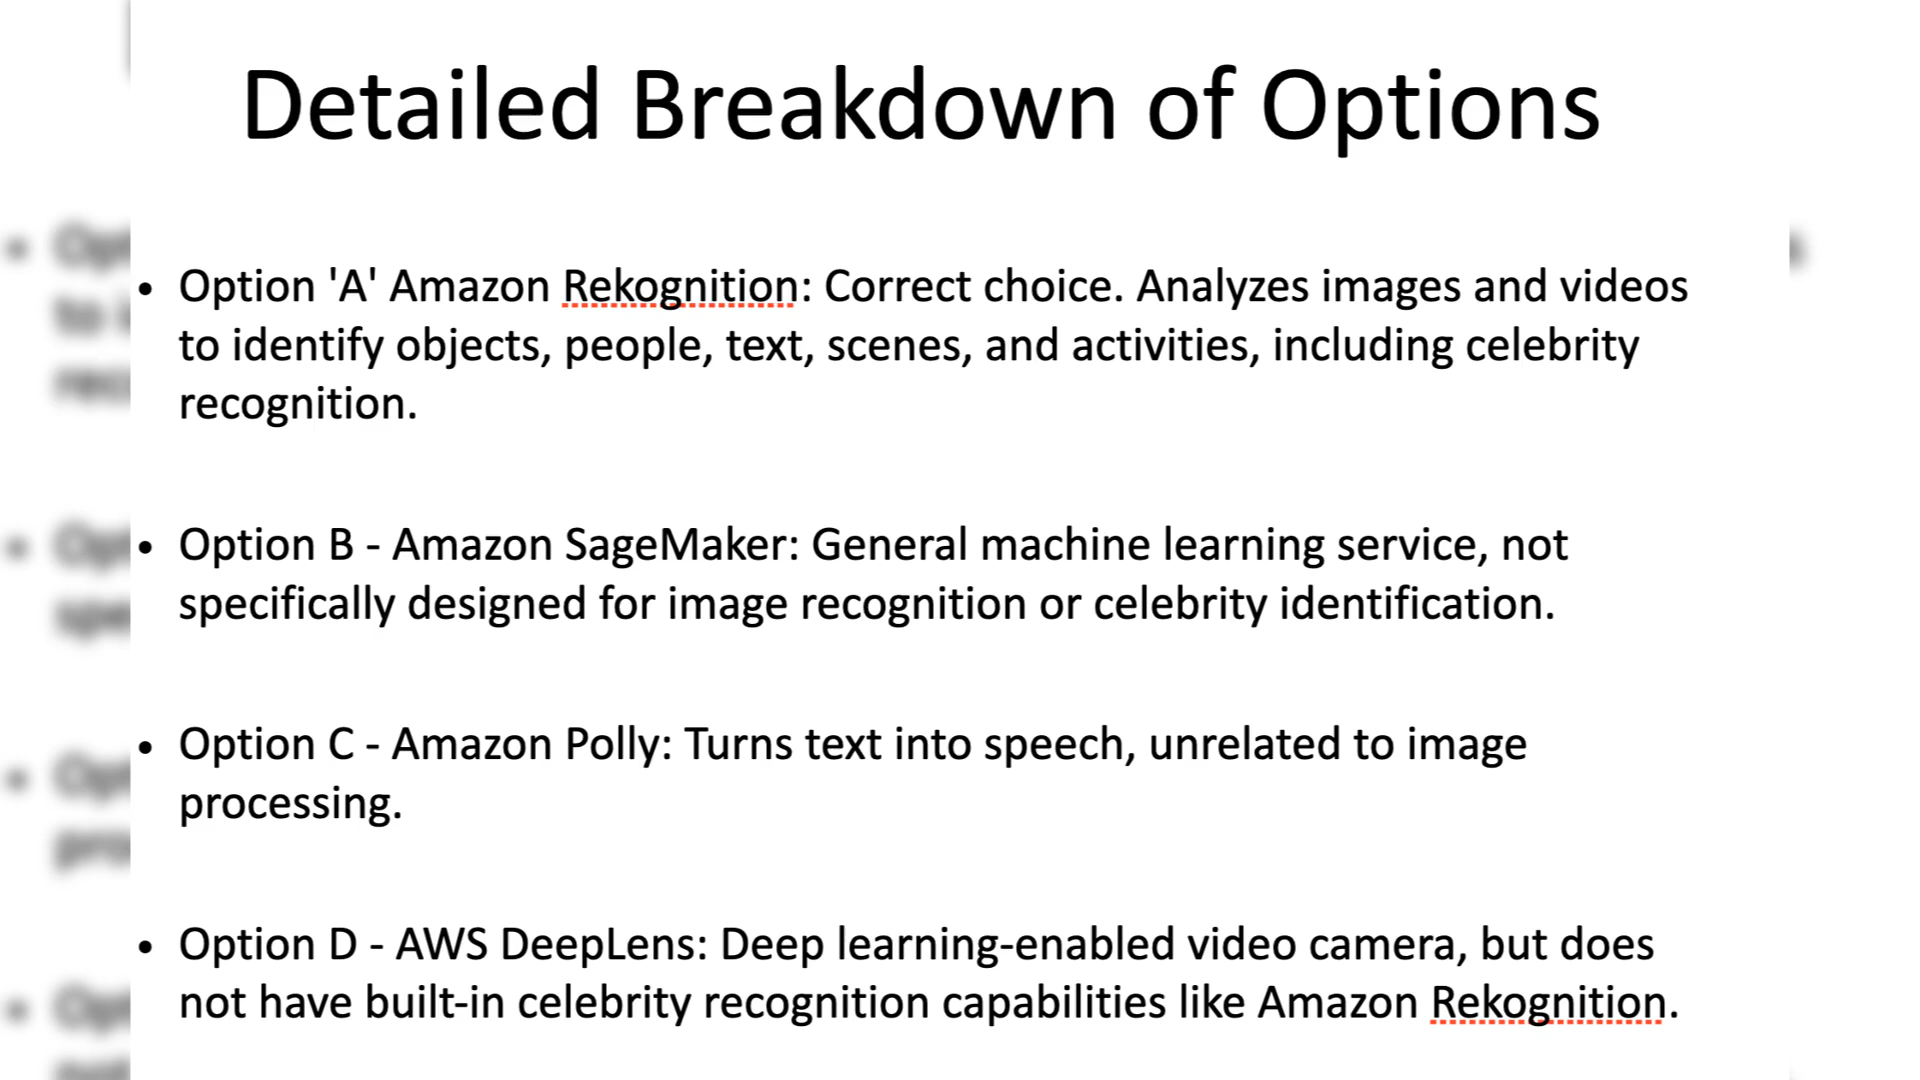 Detailed Breakdown of Options
• Option 'A' Amazon Rekognition: Correct choice. Analyzes images and videos
to identify objects, people, text, scenes, and activities, including celebrity
recognition.
• Option B - Amazon SageMaker: General machine learning service, not
specifically designed for image recognition or celebrity identification.
• Option C - Amazon Polly: Turns text into speech, unrelated to image
processing.
• Option D - AWS DeepLens: Deep learning-enabled video camera, but does
not have built-in celebrity recognition capabilities like Amazon Rekognition.